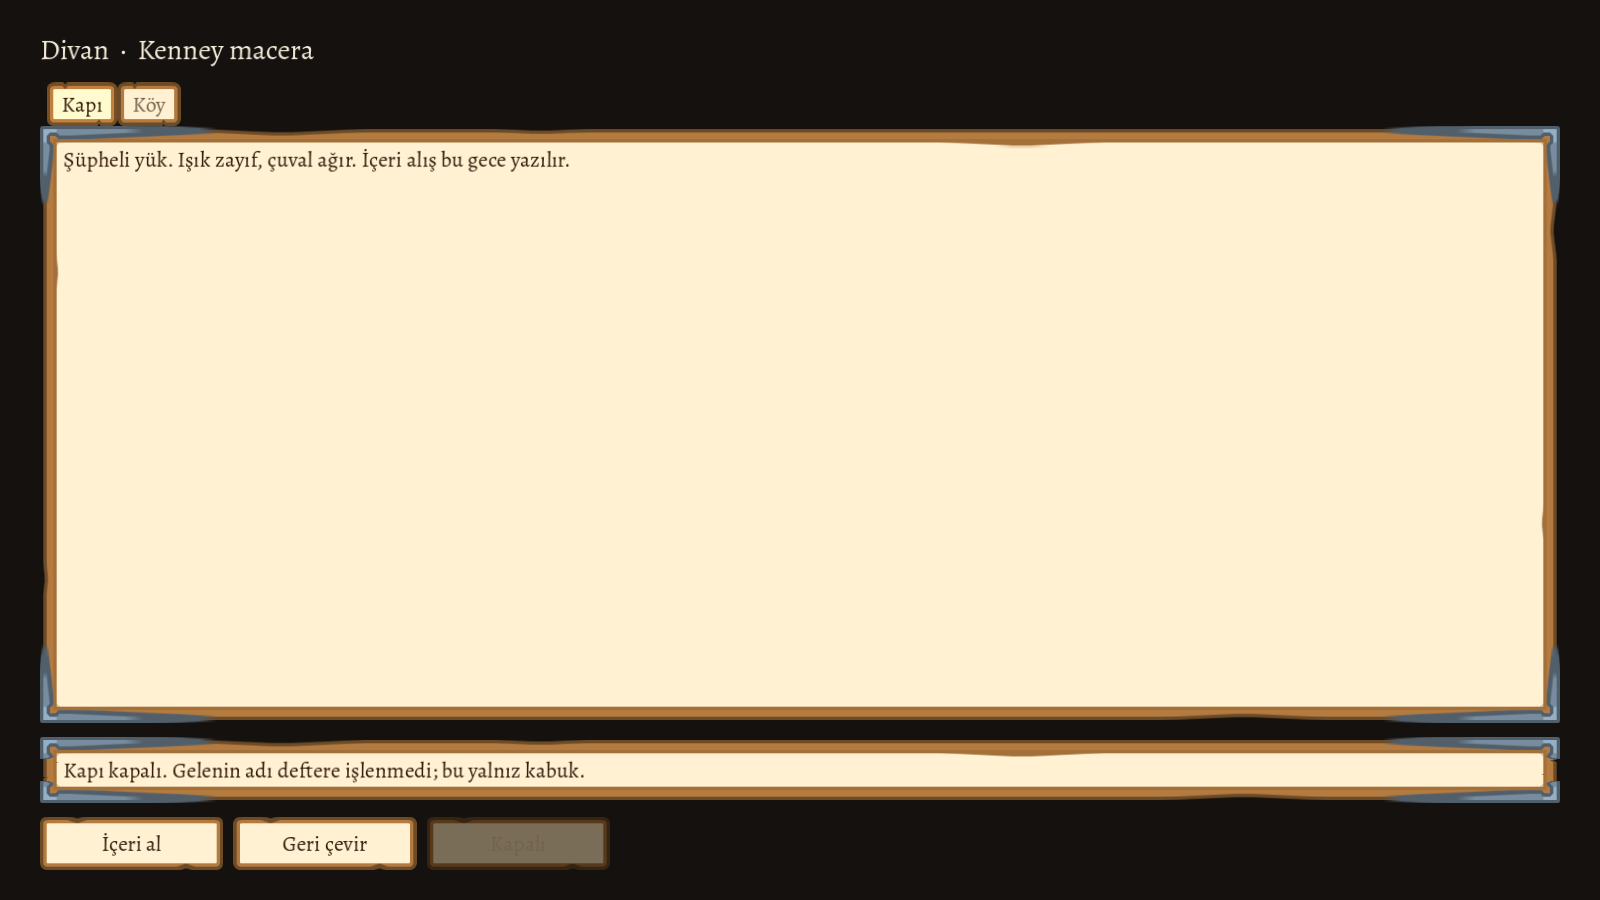 Divan · Kenney macera
Kapı
Köy
Şüpheli yük. Işık zayıf, çuval ağır. İçeri alış bu gece yazılır.
Kapı kapalı. Gelenin adı deftere işlenmedi; bu yalnız kabuk.
İçeri al
Geri çevir
Kapalı